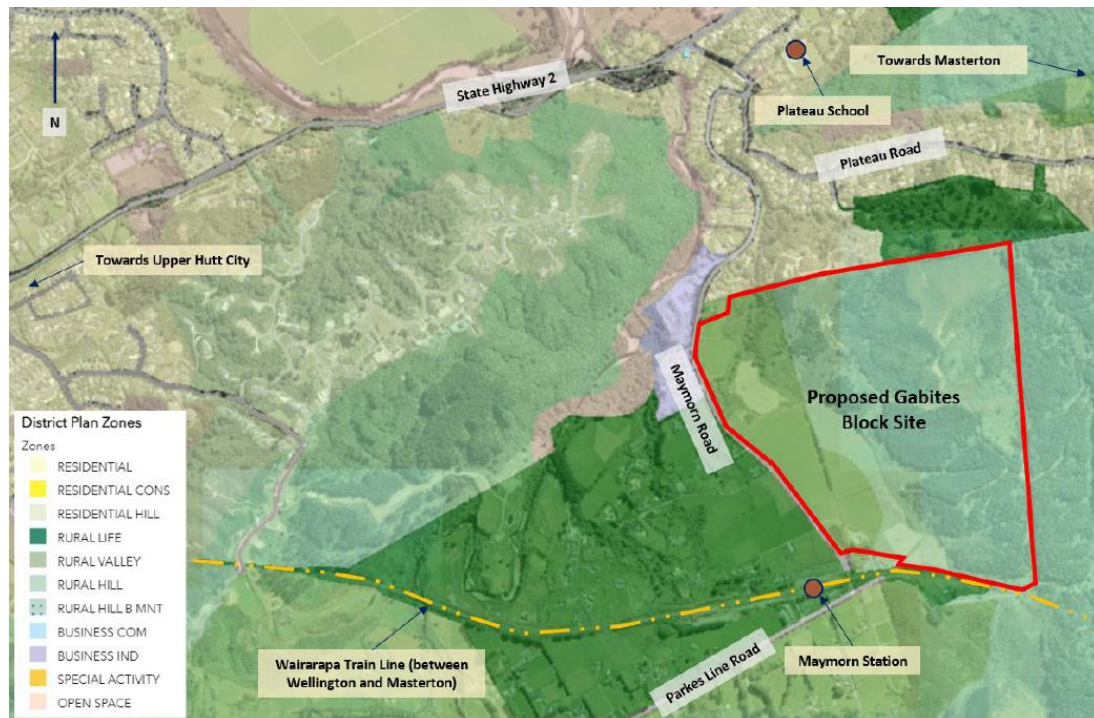 State Highway 2
Towards Masterton
N
Plateau School
Plateau Road
Towards Upper Hutt City
Maymorn Road
Proposed Gabites
Block Site
District Plan Zones
Zones
RESIDENTIAL
RESIDENTIAL CONS
RESIDENTIAL HILL
RURAL LIFE
RURAL VALLEY
RURAL HILL
RURAL HILL B MNT
BUSINESS COM
BUSINESS IND
SPECIAL ACTIVITY
OPEN SPACE
Wairarapa Train Line (between
Wellington and Masterton)
Parkes Line Road
Maymorn Station